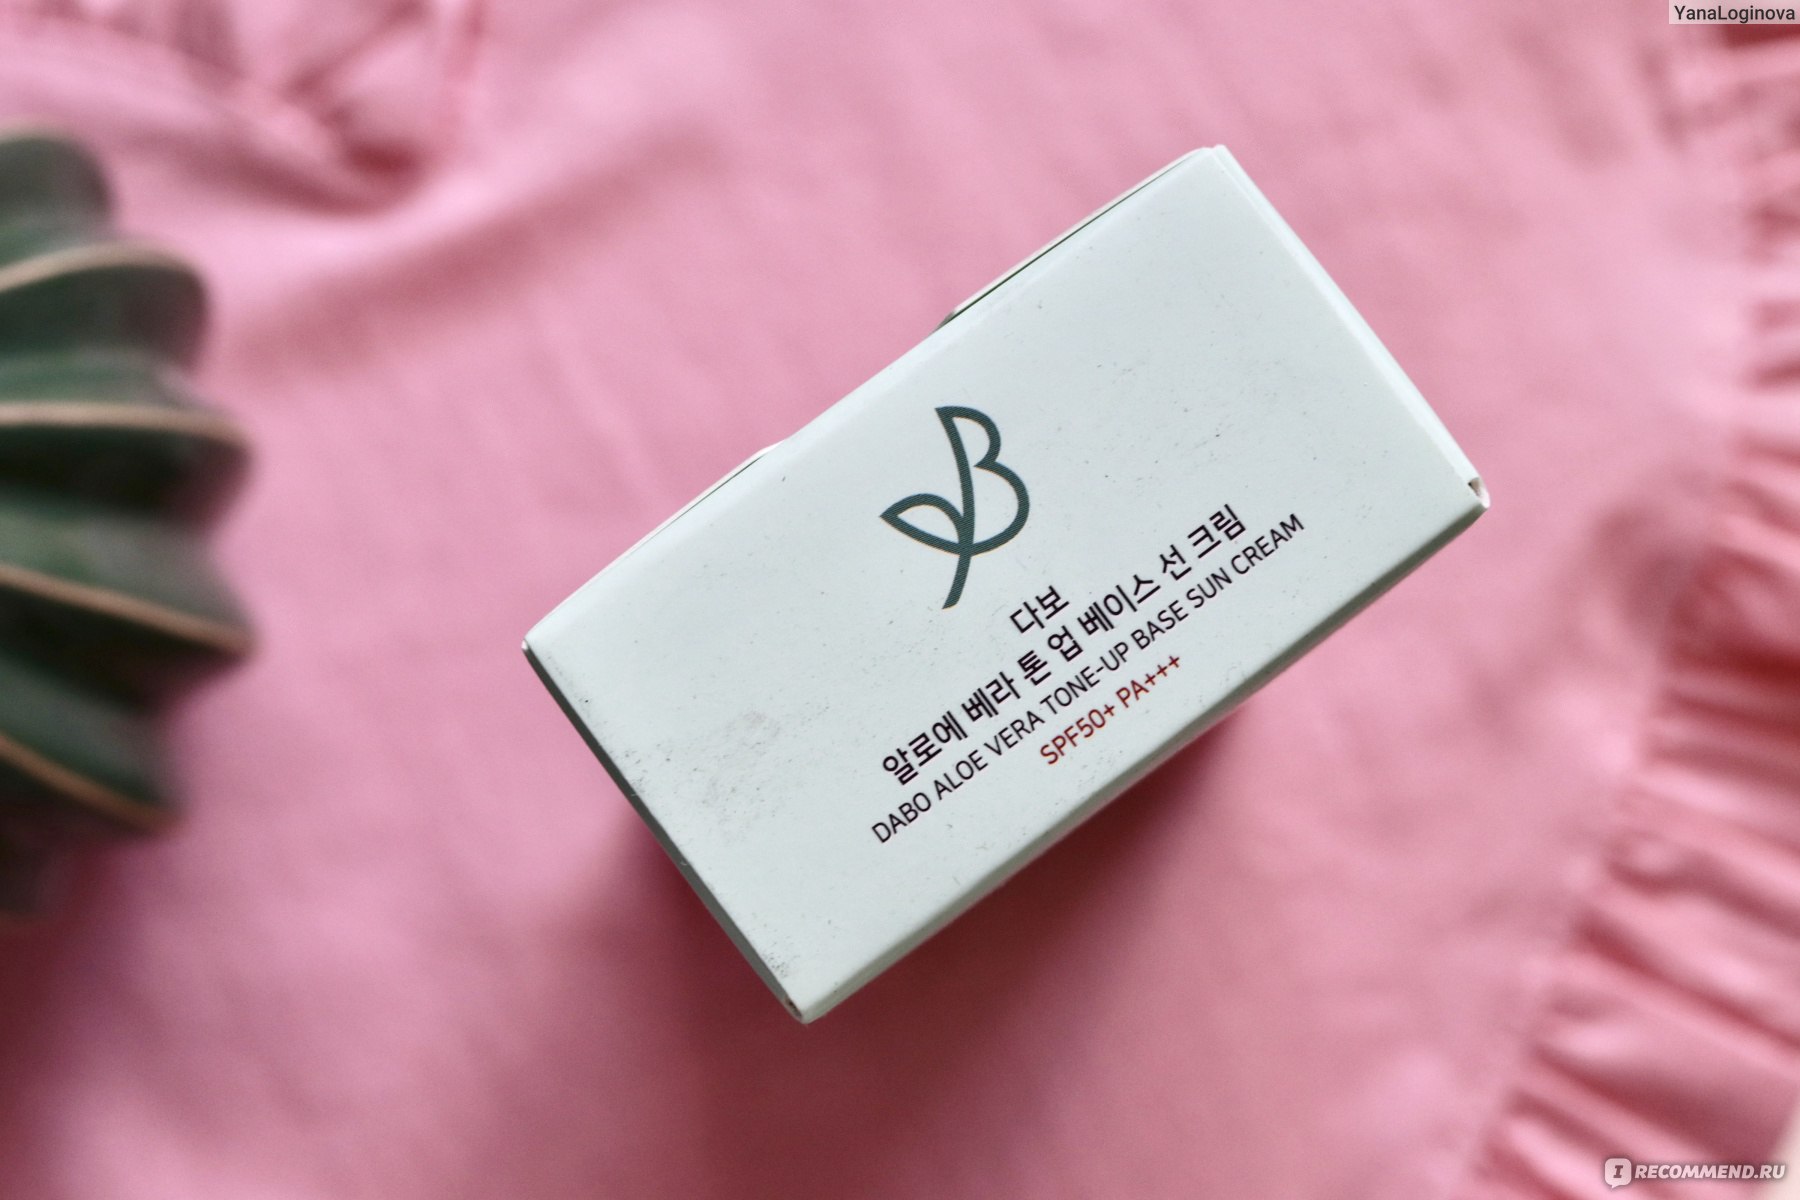 YanaLoginova
다보
알로에 베라 톤 업 베이스 선 크림
DABO ALOE VERA TONE-UP BASE SUN CREAM
SPF50+ PA+++
I RECOMMEND.RU